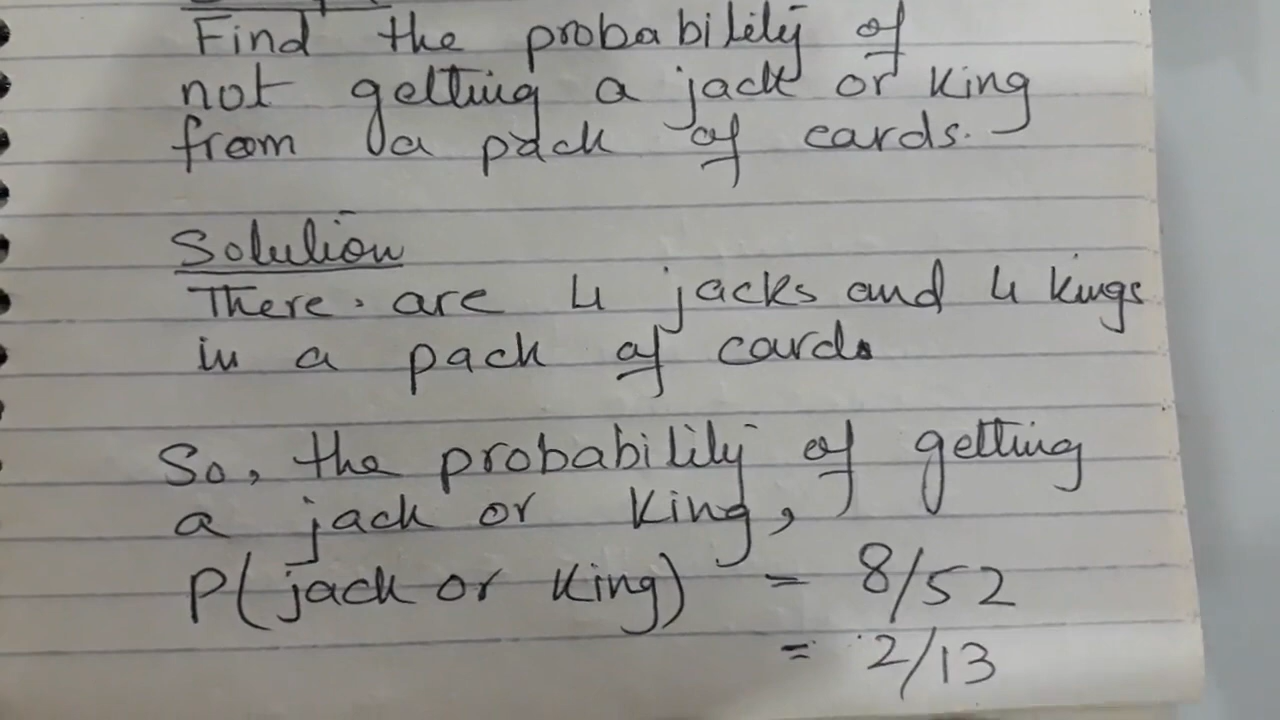 Find the probability of
not getting a jack or king
from a pack of cards.
Solution
There are 4 jacks and 4 kings
in a pack of cards
So, the probability of getting
a jack or king,
P(jack or king) = 8/52
= 2/13